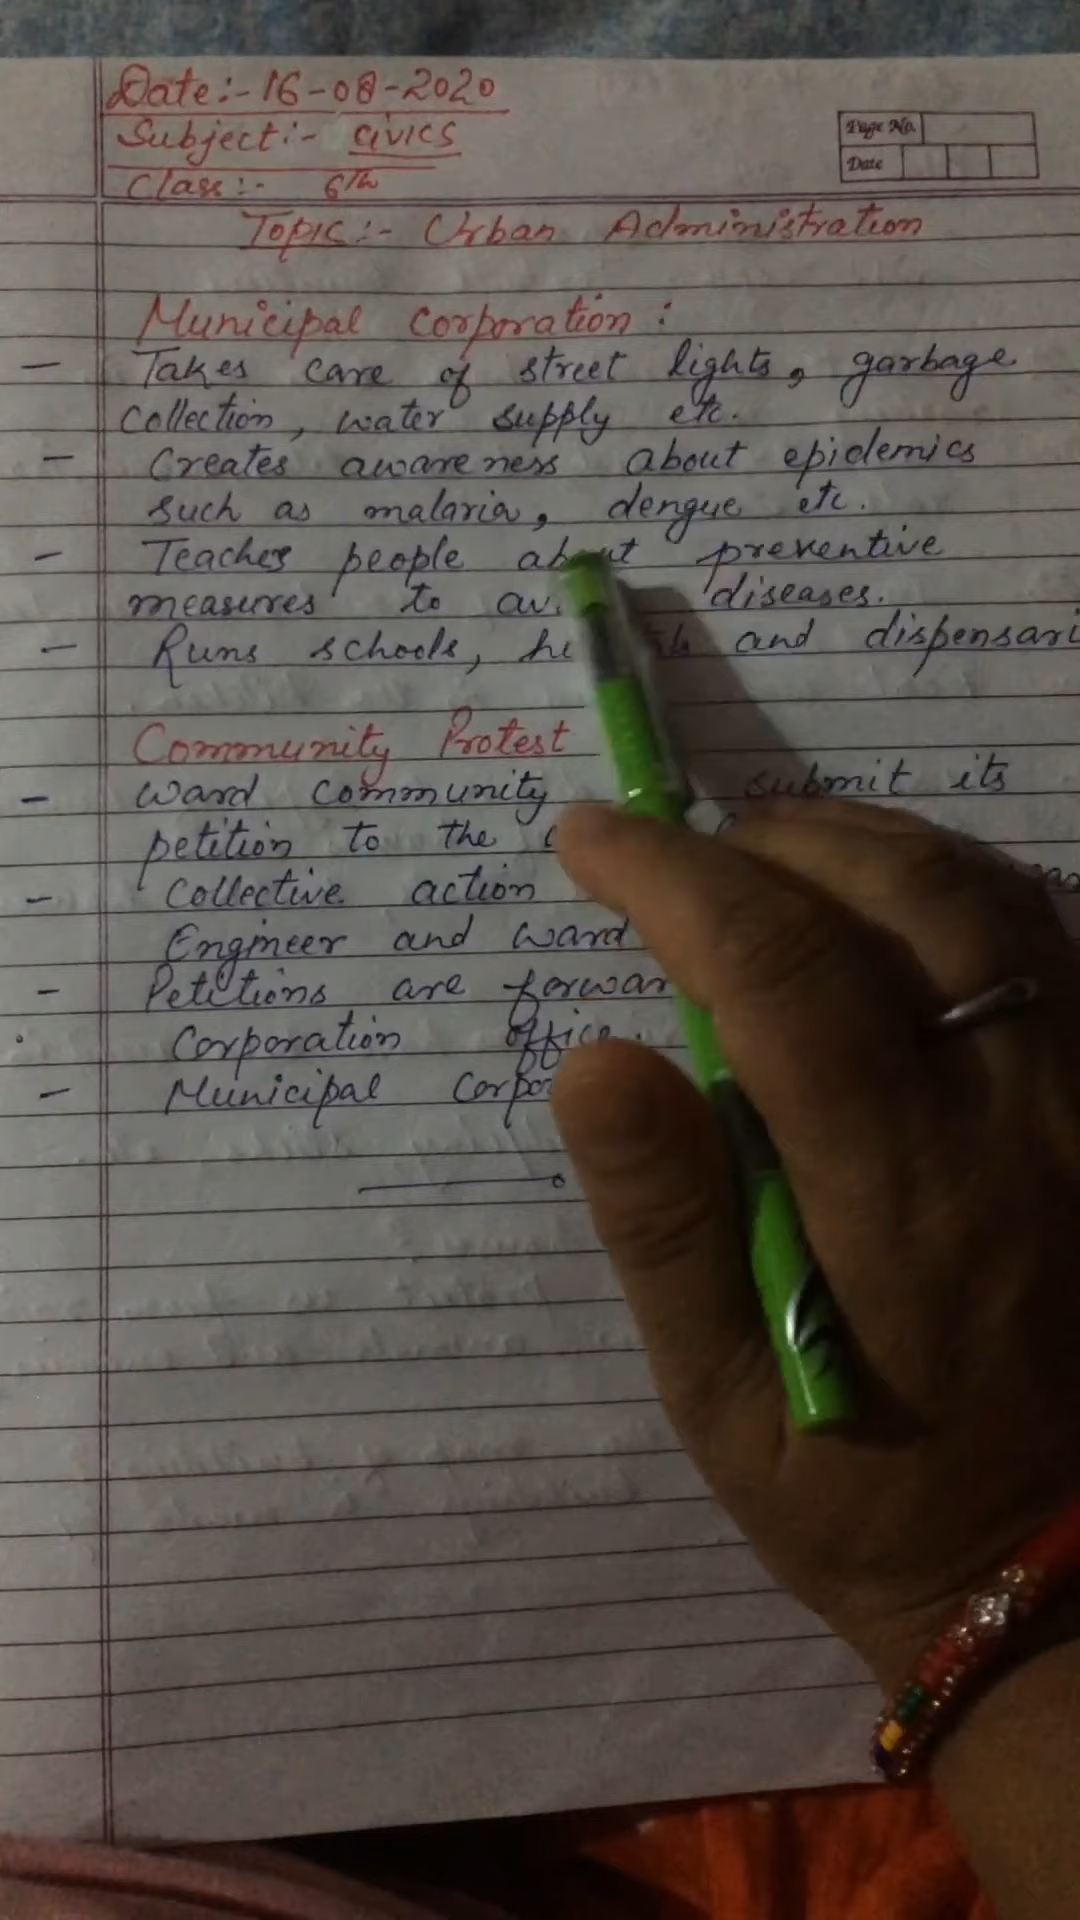 Date:- 16-08-2020
Subject:- Civics
Class:- 6th
Page No.
Date
Topic:- Urban Administration
Municipal Corporation :
- Takes care of street lights, garbage
collection, water supply etc.
- Creates awareness about epidemics
such as malaria, dengue etc.
- Teaches people about preventive
measures to diseases.
- Runs schools, and
Community Protest
- Ward community submit its
petition to the
- Collective action
Engineer and ward
- Petitions are
Corporation office.
- Municipal